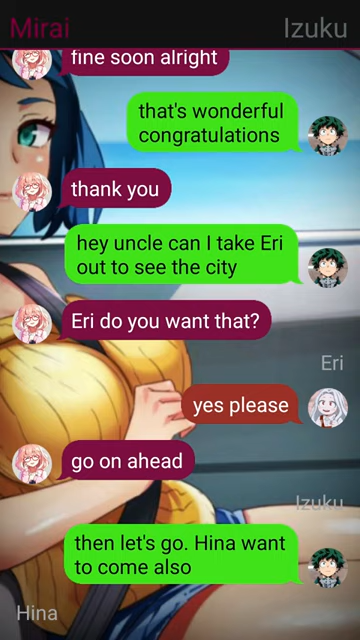 Mirai
Izuku
fine soon alright
that's wonderful
congratulations
thank you
hey uncle can I take Eri
out to see the city
Eri do you want that?
Eri
yes please
go on ahead
Izuku
then let's go. Hina want
to come also
Hina